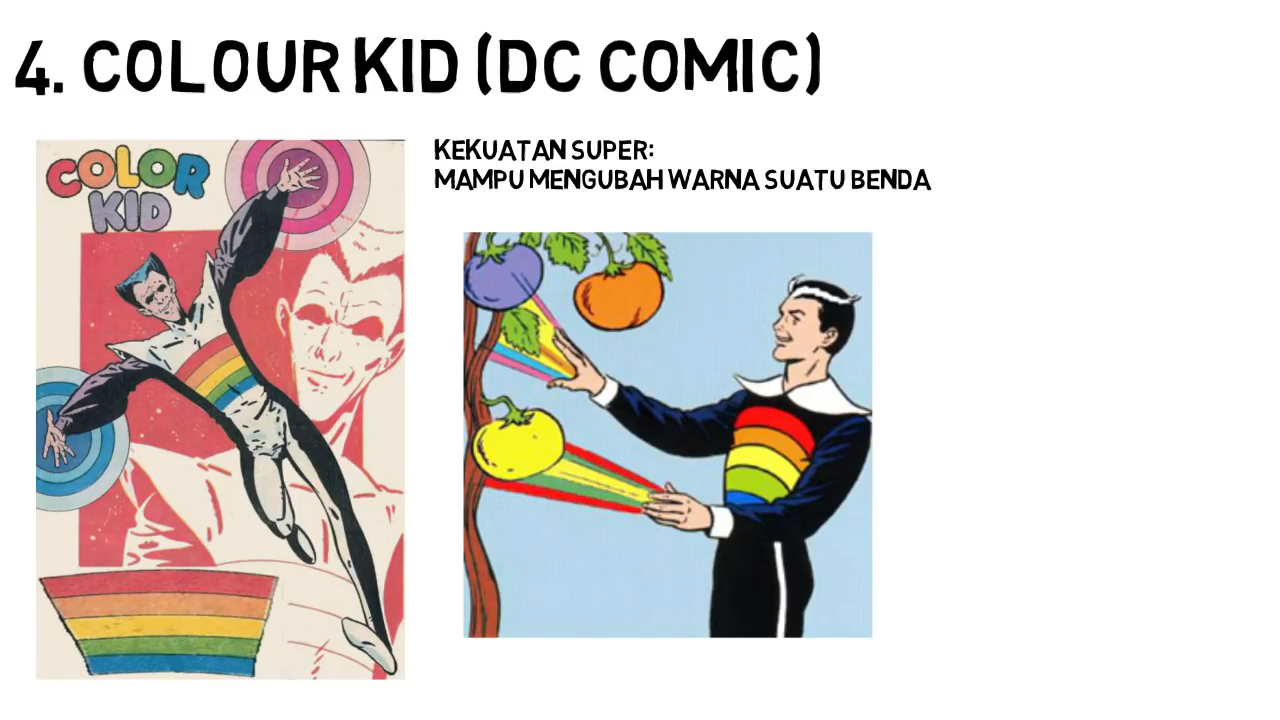 4. COLOUR KID (DC COMIC)
COLOR
KID
KEKUATAN SUPER:
MAMPU MENGUBAH WARNA SUATU BENDA